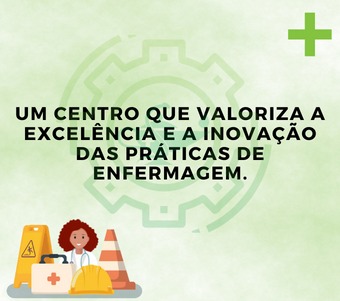 UM CENTRO QUE VALORIZA A
EXCELÊNCIA E A INOVAÇÃO
DAS PRÁTICAS DE
ENFERMAGEM.